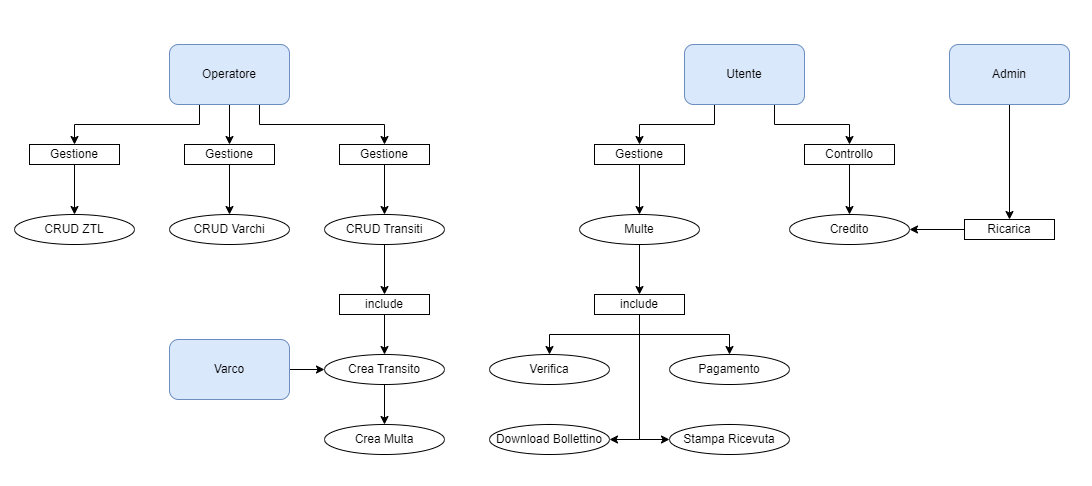 Operatore
Utente
Admin
Gestione
Gestione
Gestione
Gestione
Controllo
CRUD ZTL
CRUD Varchi
CRUD Transiti
Multe
Credito
Ricarica
include
include
Varco
Crea Transito
Verifica
Pagamento
Crea Multa
Download Bollettino
Stampa Ricevuta